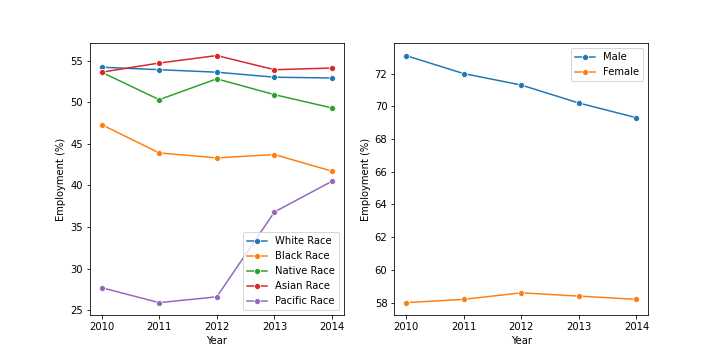 55
50
45
40
35
30
25
Employment (%)
2010 2011 2012 2013 2014
Year
White Race
Black Race
Native Race
Asian Race
Pacific Race
72
70
68
66
64
62
60
58
Employment (%)
2010 2011 2012 2013 2014
Year
Male
Female